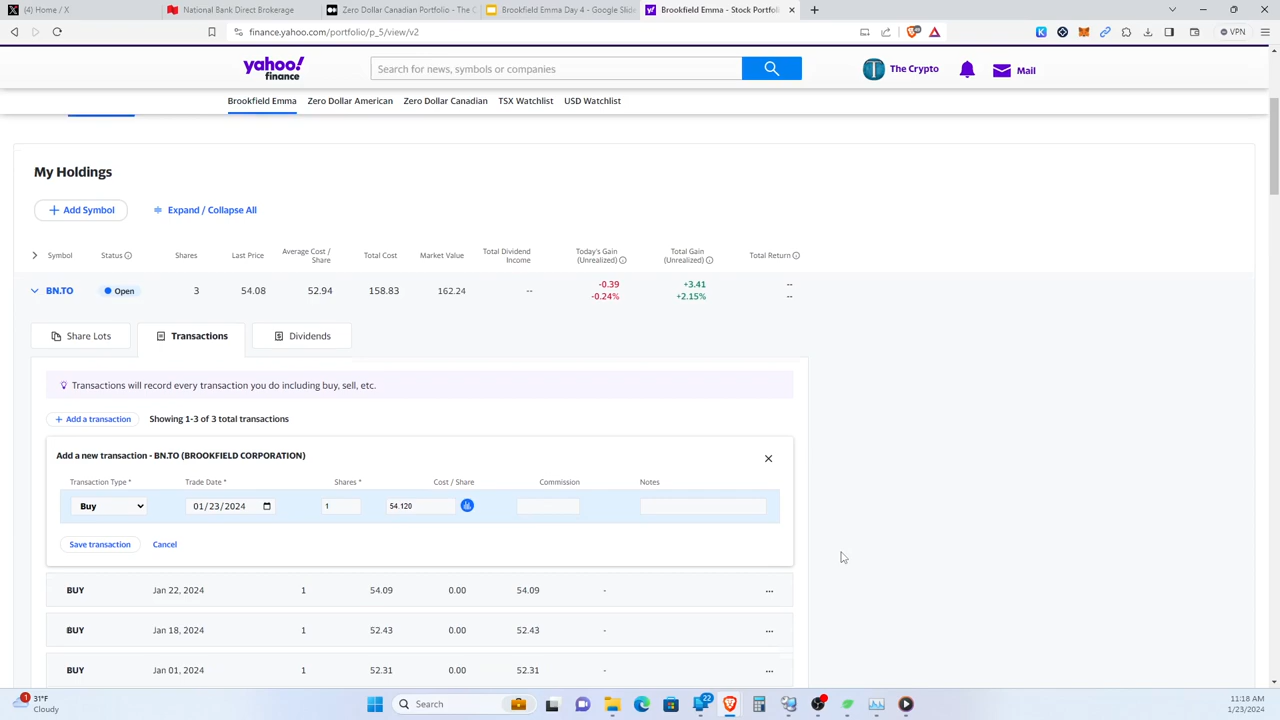 (4) Home / X
National Bank Direct Brokerage
Zero Dollar Canadian Portfolio - The C
Brookfield Emma Day 4 - Google Slide
Brookfield Emma - Stock Portfol
finance.yahoo.com/portfolio/p_5/view/v2
VPN
yahoo!
finance
Search for news, symbols or companies
The Crypto
Mail
Brookfield Emma
Zero Dollar American
Zero Dollar Canadian
TSX Watchlist
USD Watchlist
My Holdings
Add Symbol
Expand / Collapse All
Symbol Status Shares Last Price Average Cost / Share Total Cost Market Value Total Dividend Income Today's Gain (Unrealized) Total Gain (Unrealized) Total Return
BN.TO Open 3 54.08 52.94 158.83 162.24 -- -0.39 +3.41 --
-0.24% +2.15% --
Share Lots
Transactions
Dividends
Transactions will record every transaction you do including buy, sell, etc.
+ Add a transaction Showing 1-3 of 3 total transactions
Add a new transaction - BN.TO (BROOKFIELD CORPORATION)
Transaction Type * Trade Date * Shares * Cost / Share Commission Notes
Buy 01/23/2024 1 54.120
Save transaction Cancel
BUY Jan 22, 2024 1 54.09 0.00 54.09 - ...
BUY Jan 18, 2024 1 52.43 0.00 52.43 - ...
BUY Jan 01, 2024 1 52.31 0.00 52.31 - ...
1
31°F
Cloudy
Search
22
11:18 AM
1/23/2024